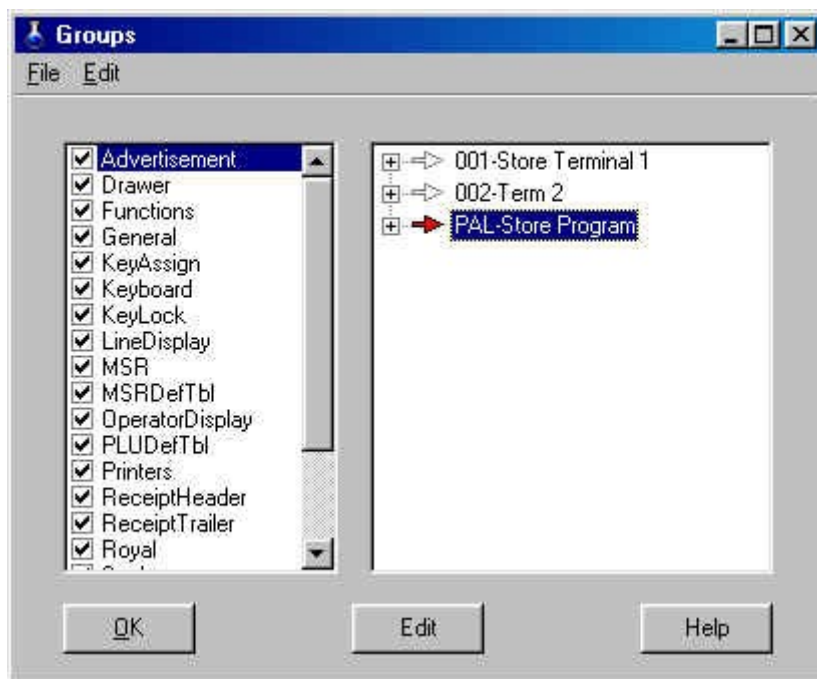 Groups
File Edit
Advertisement
Drawer
Functions
General
KeyAssign
Keyboard
KeyLock
LineDisplay
MSR
MSRDefTbl
OperatorDisplay
PLUDefTbl
Printers
ReceiptHeader
ReceiptTrailer
Royal
001-Store Terminal 1
002-Term 2
PAL-Store Program
OK Edit Help